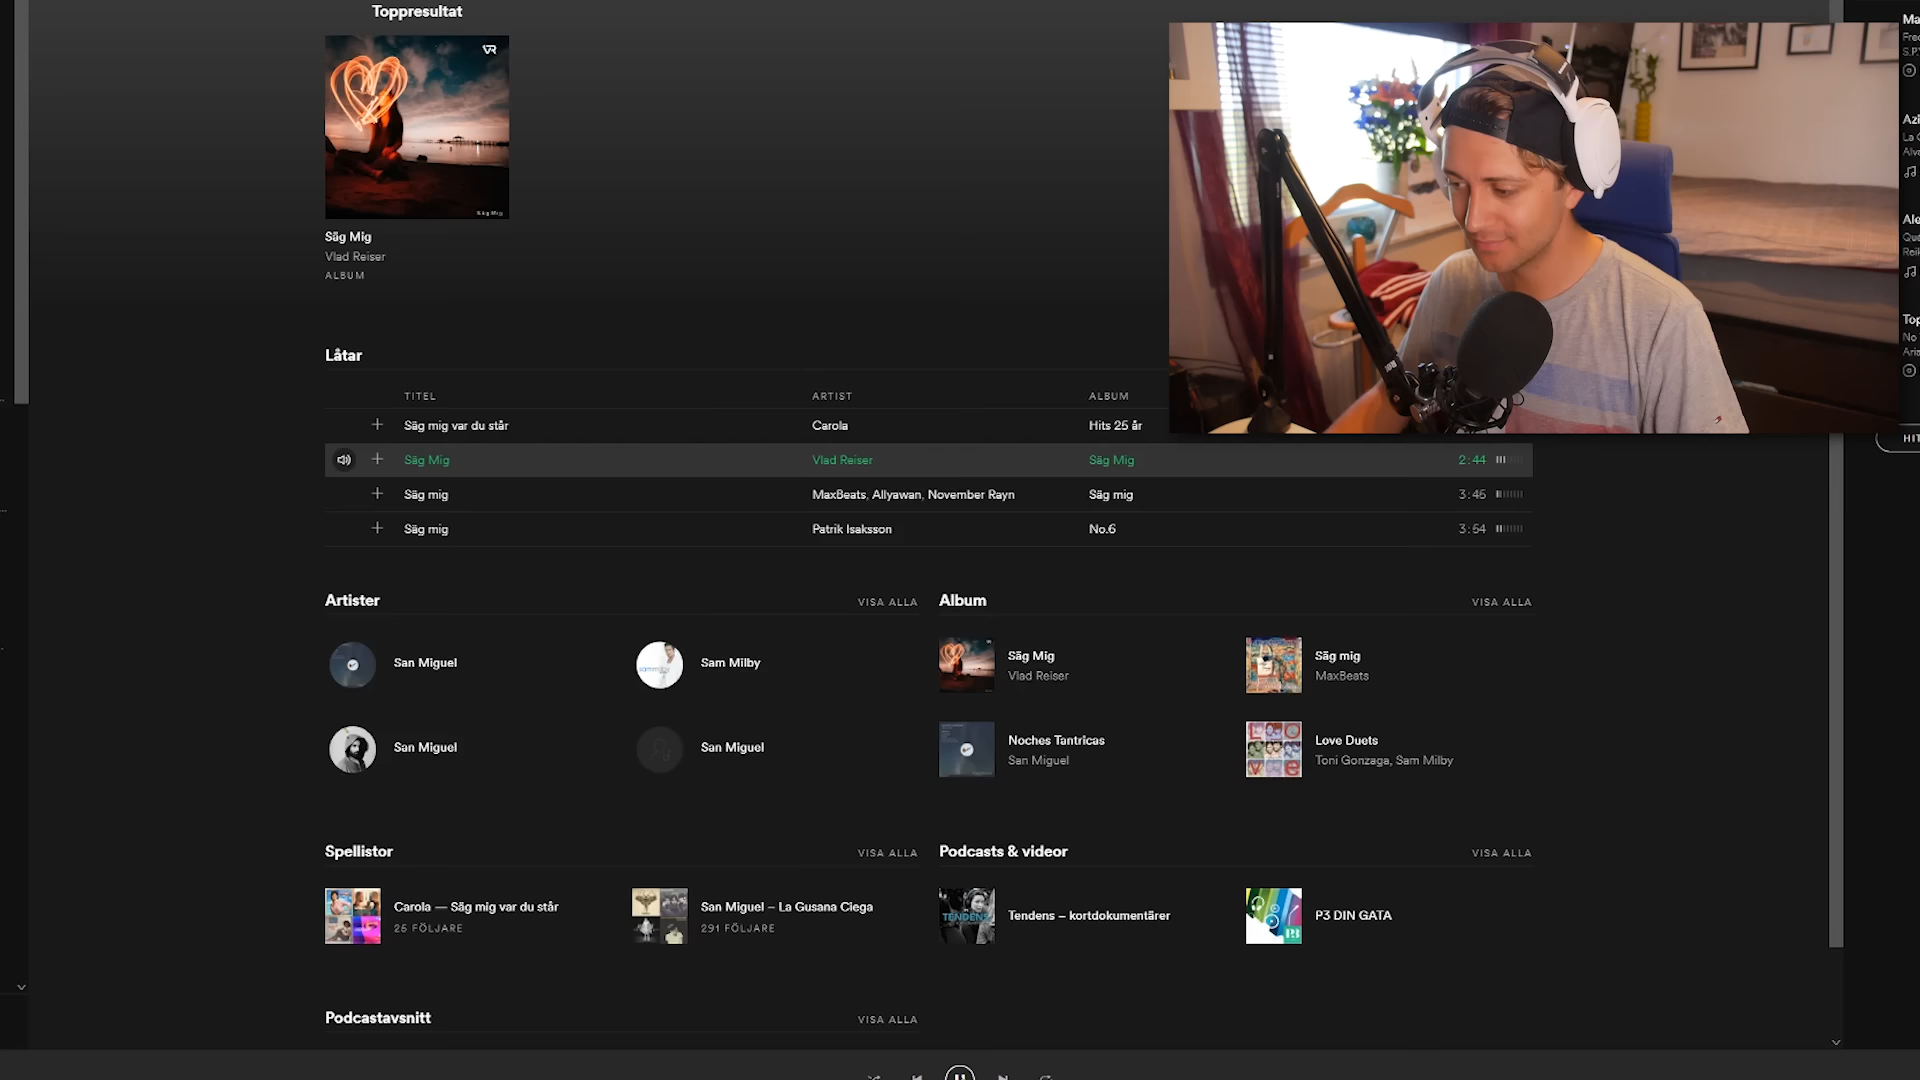 Toppresultat
VR
Säg Mig
Säg Mig
Vlad Reiser
ALBUM
Låtar
TITEL ARTIST ALBUM
Säg mig var du står Carola Hits 25 år
Säg Mig Vlad Reiser Säg Mig 2:44
Säg mig MaxBeats, Allyawan, November Rayn Säg mig 3:45
Säg mig Patrik Isaksson No.6 3:54
Artister VISA ALLA
San Miguel
Sam Milby
San Miguel
San Miguel
Album VISA ALLA
Säg Mig
Vlad Reiser
Säg mig
MaxBeats
Noches Tantricas
San Miguel
Love Duets
Toni Gonzaga, Sam Milby
Spellistor VISA ALLA
Carola — Säg mig var du står
25 FÖLJARE
San Miguel – La Gusana Ciega
291 FÖLJARE
Podcasts & videor VISA ALLA
TENDENS
Tendens – kortdokumentärer
P3
P3 DIN GATA
Podcastavsnitt VISA ALLA